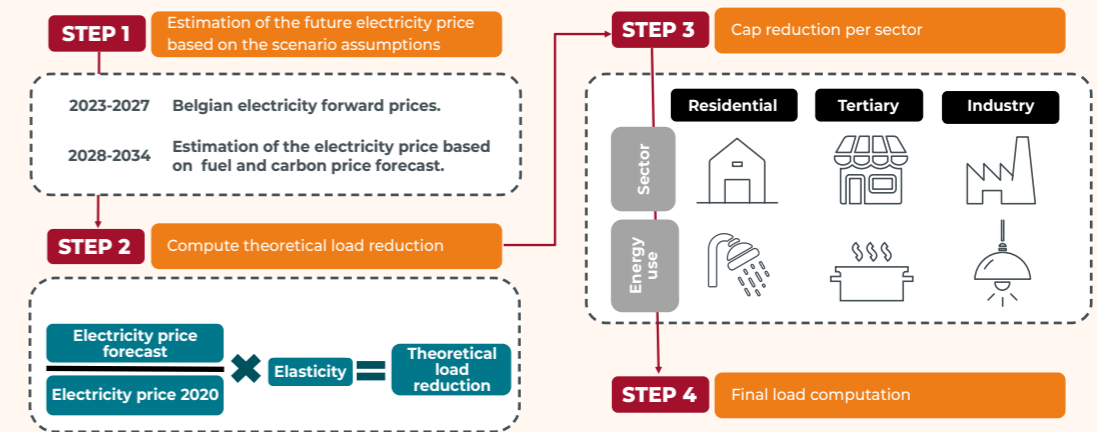 STEP 1
Estimation of the future electricity price
based on the scenario assumptions
2023-2027 Belgian electricity forward prices.
2028-2034 Estimation of the electricity price based
on fuel and carbon price forecast.
STEP 2
Compute theoretical load reduction
Electricity price
forecast
Electricity price 2020
Elasticity
Theoretical
load
reduction
STEP 3
Cap reduction per sector
Residential
Tertiary
Industry
Sector
Energy
use
STEP 4
Final load computation